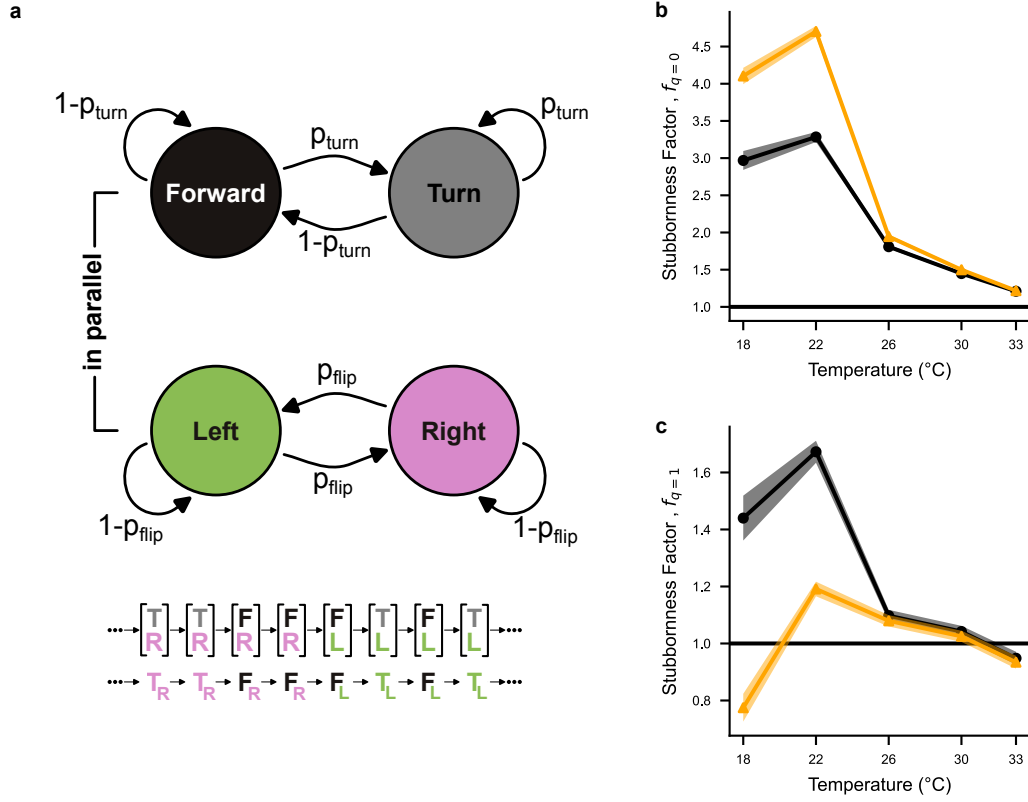 a
1-p_turn
p_turn
p_turn
Forward
Turn
1-p_turn
in parallel
p_flip
Left
Right
p_flip
1-p_flip
1-p_flip
··· [T R] [T R] [F R] [F R] [F L] [T L] [F L] [T L] ···
··· T_R T_R F_R F_R F_L T_L F_L T_L ···
b
Stubbornness Factor , f_q = 0
4.5
4.0
3.5
3.0
2.5
2.0
1.5
1.0
18 22 26 30 33
Temperature (°C)
c
Stubbornness Factor , f_q = 1
1.6
1.4
1.2
1.0
0.8
18 22 26 30 33
Temperature (°C)